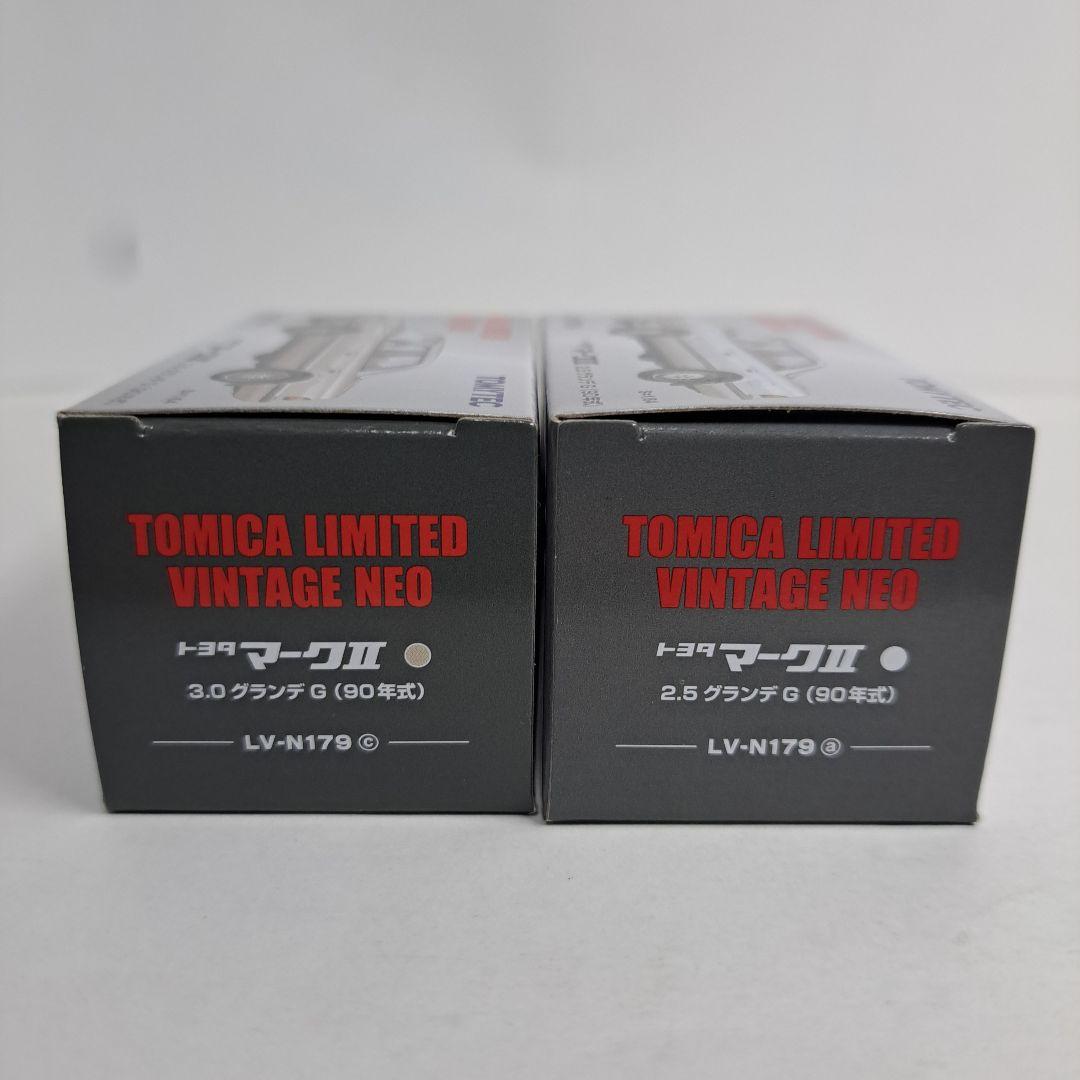 TOMYTEC
TOMICA LIMITED
VINTAGE NEO
トヨタ マークII
3.0 グランデ G (90年式)
LV-N179 ⓒ
TOMICA LIMITED
VINTAGE NEO
トヨタ マークII
2.5 グランデ G (90年式)
LV-N179 ⓐ